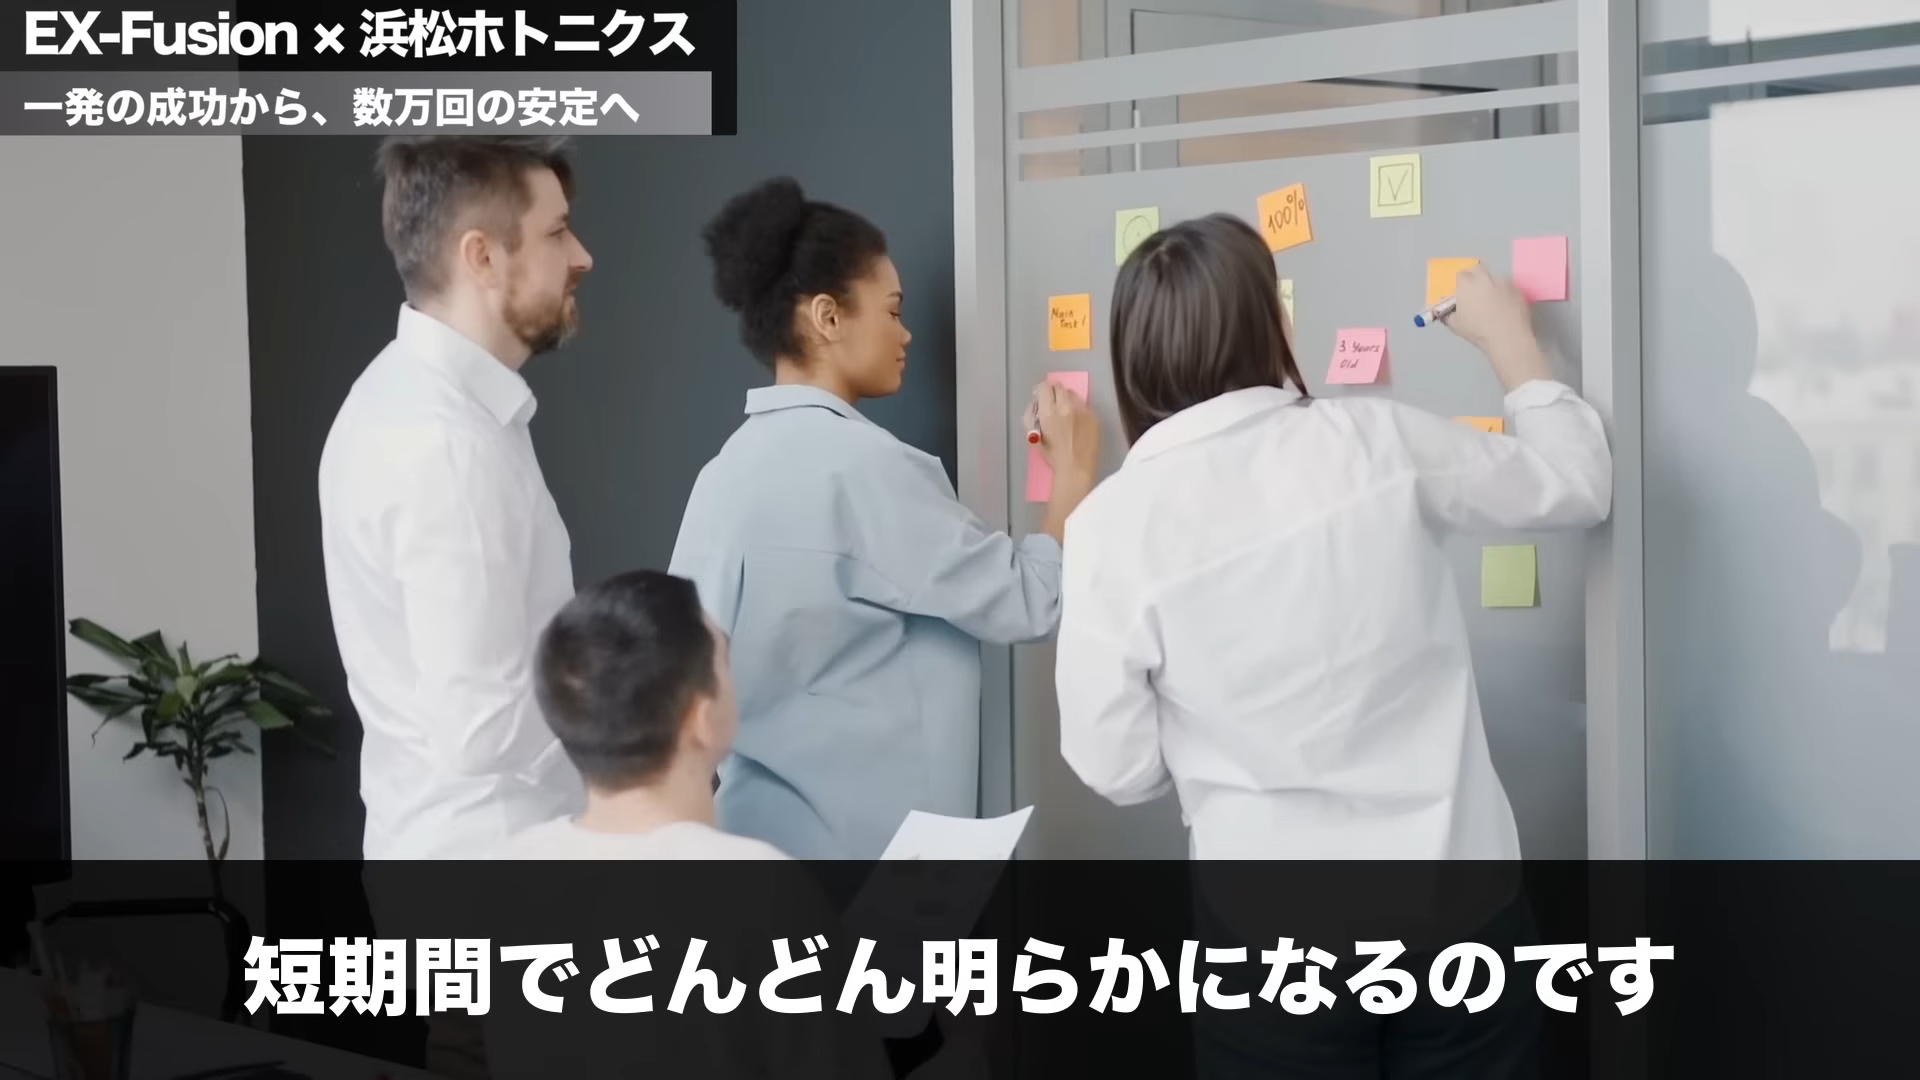 EX-Fusion × 浜松ホトニクス
一発の成功から、数万回の安定へ
100%
Main
Task!
3 Years
Old
短期間でどんどん明らかになるのです